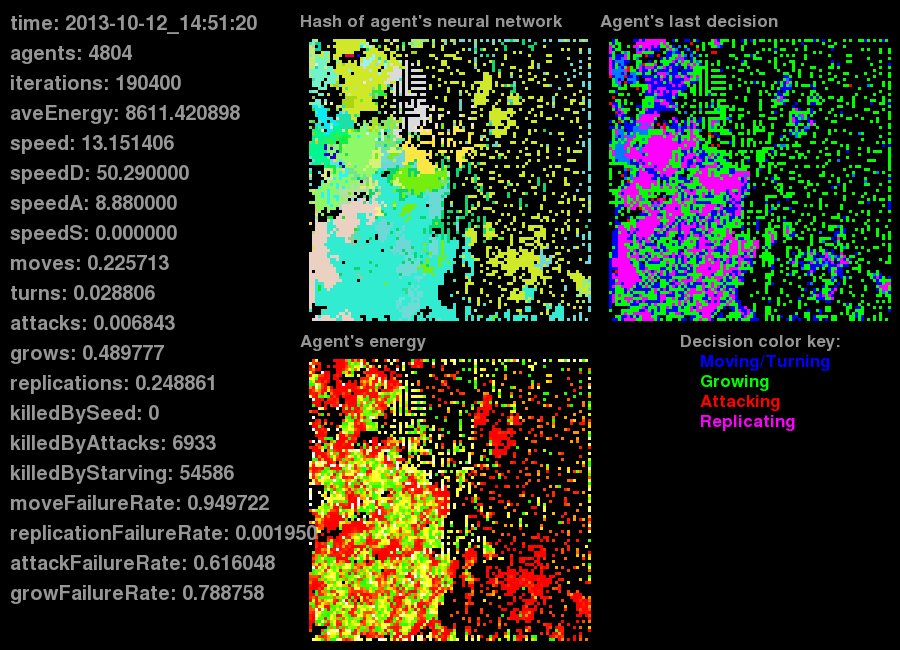 time: 2013-10-12_14:51:20
agents: 4804
iterations: 190400
aveEnergy: 8611.420898
speed: 13.151406
speedD: 50.290000
speedA: 8.880000
speedS: 0.000000
moves: 0.225713
turns: 0.028806
attacks: 0.006843
grows: 0.489777
replications: 0.248861
killedBySeed: 0
killedByAttacks: 6933
killedByStarving: 54586
moveFailureRate: 0.949722
replicationFailureRate: 0.001950
attackFailureRate: 0.616048
growFailureRate: 0.788758
Hash of agent's neural network
Agent's last decision
Agent's energy
Decision color key:
Moving/Turning
Growing
Attacking
Replicating